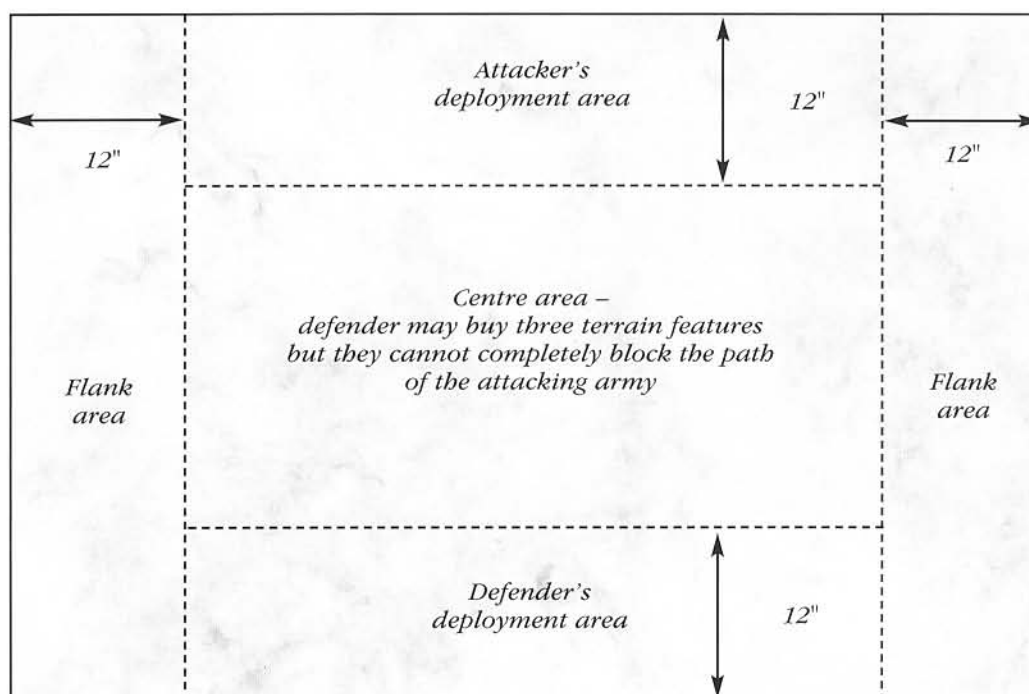 Attacker's
deployment area
12"
12"
12"
Centre area –
defender may buy three terrain features
but they cannot completely block the path
of the attacking army
Flank
area
Flank
area
Defender's
deployment area
12"